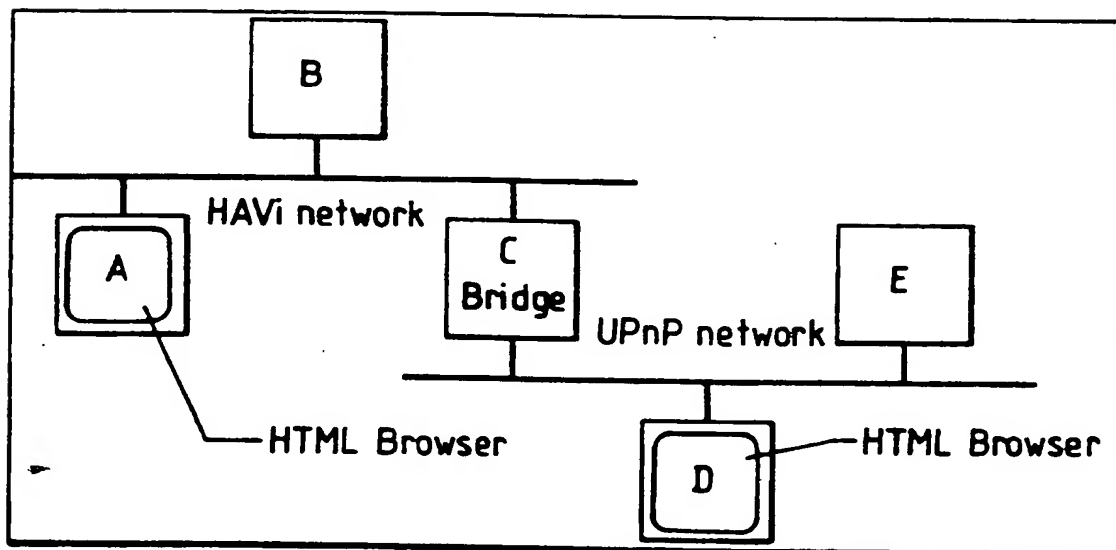 B
HAVi network
A
C
Bridge
E
UPnP network
HTML Browser
HTML Browser
D